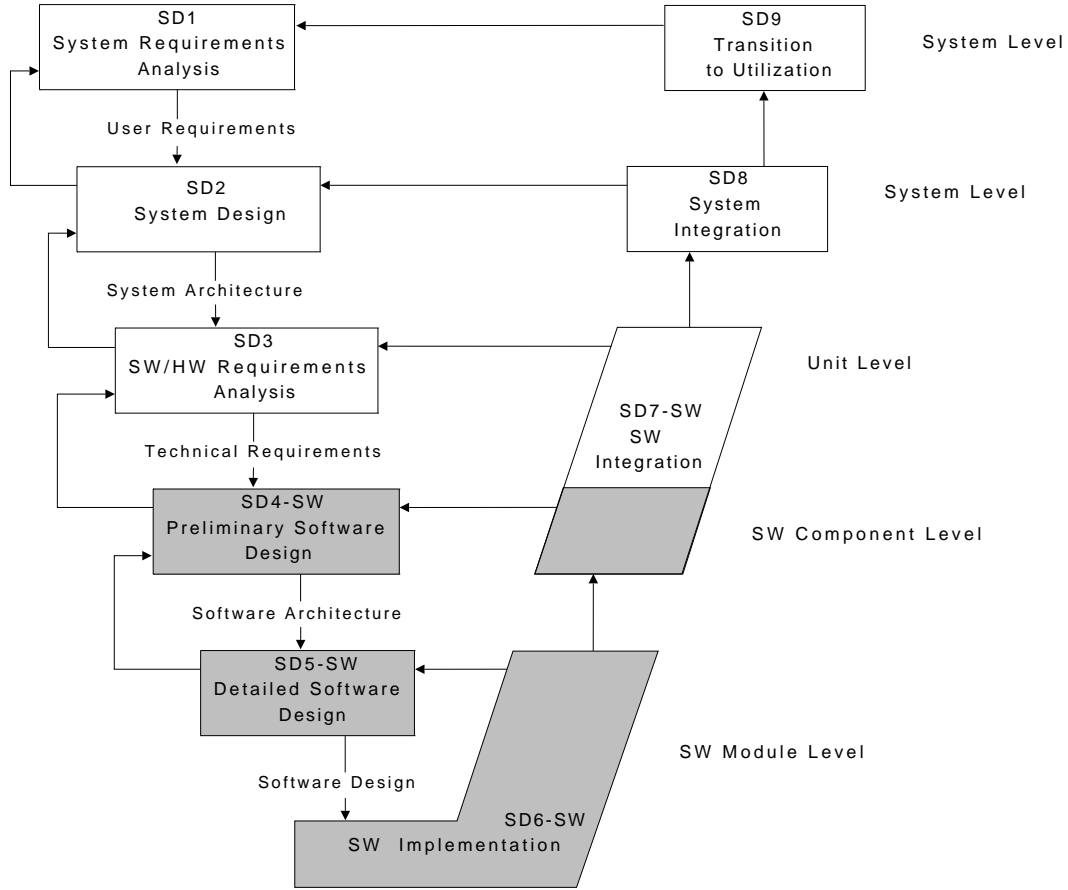 SD1
System Requirements
Analysis
SD9
Transition
to Utilization
System Level
User Requirements
SD2
System Design
SD8
System
Integration
System Level
System Architecture
SD3
SW/HW Requirements
Analysis
Unit Level
SD7-SW
SW
Integration
Technical Requirements
SD4-SW
Preliminary Software
Design
SW Component Level
Software Architecture
SD5-SW
Detailed Software
Design
SW Module Level
Software Design
SD6-SW
SW Implementation